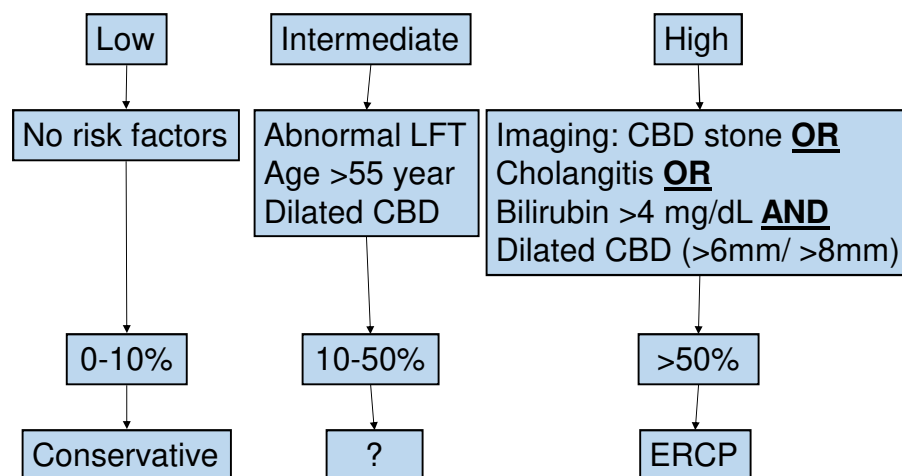 Low
Intermediate
High
No risk factors
Abnormal LFT
Age >55 year
Dilated CBD
Imaging: CBD stone OR
Cholangitis OR
Bilirubin >4 mg/dL AND
Dilated CBD (>6mm/ >8mm)
0-10%
10-50%
>50%
Conservative
?
ERCP